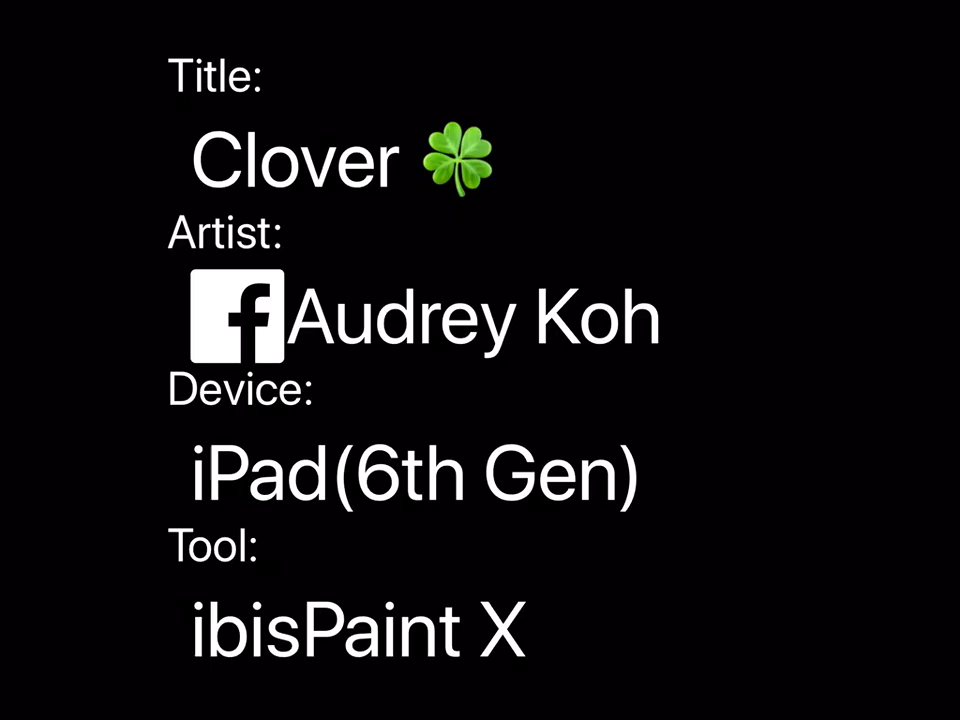 Title:
Clover 🍀
Artist:
Audrey Koh
Device:
iPad(6th Gen)
Tool:
ibisPaint X